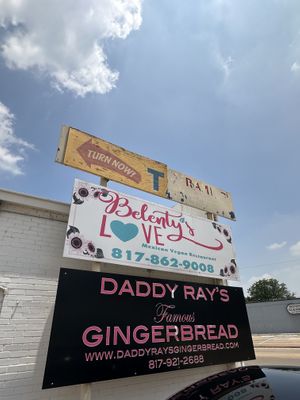 TURN NOW!
T
Belenty's
LOVE
Mexican Vegan Restaurant
817-862-9008
DADDY RAY'S
Famous
GINGERBREAD
WWW.DADDYRAYSGINGERBREAD.COM
817-921-2688